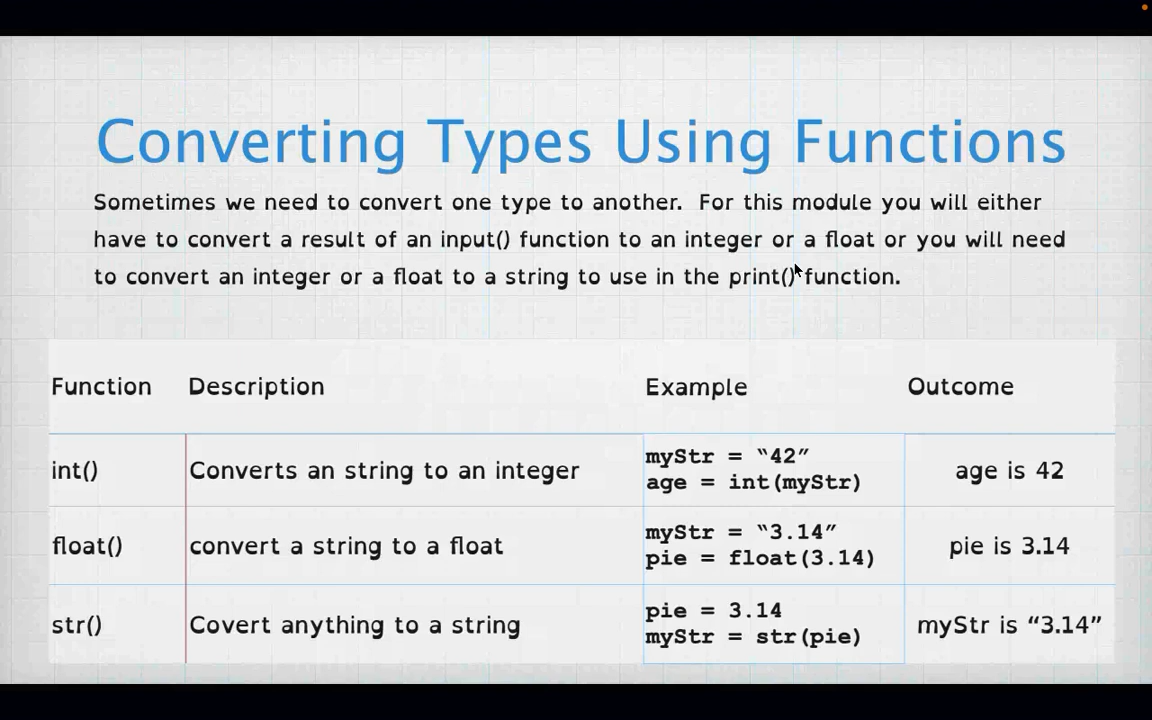 Converting Types Using Functions
Sometimes we need to convert one type to another.  For this module you will either
have to convert a result of an input() function to an integer or a float or you will need
to convert an integer or a float to a string to use in the print() function.
Function Description Example Outcome
int() Converts an string to an integer myStr = “42” age is 42
age = int(myStr)
float() convert a string to a float myStr = “3.14” pie is 3.14
pie = float(3.14)
str() Covert anything to a string pie = 3.14 myStr is “3.14”
myStr = str(pie)